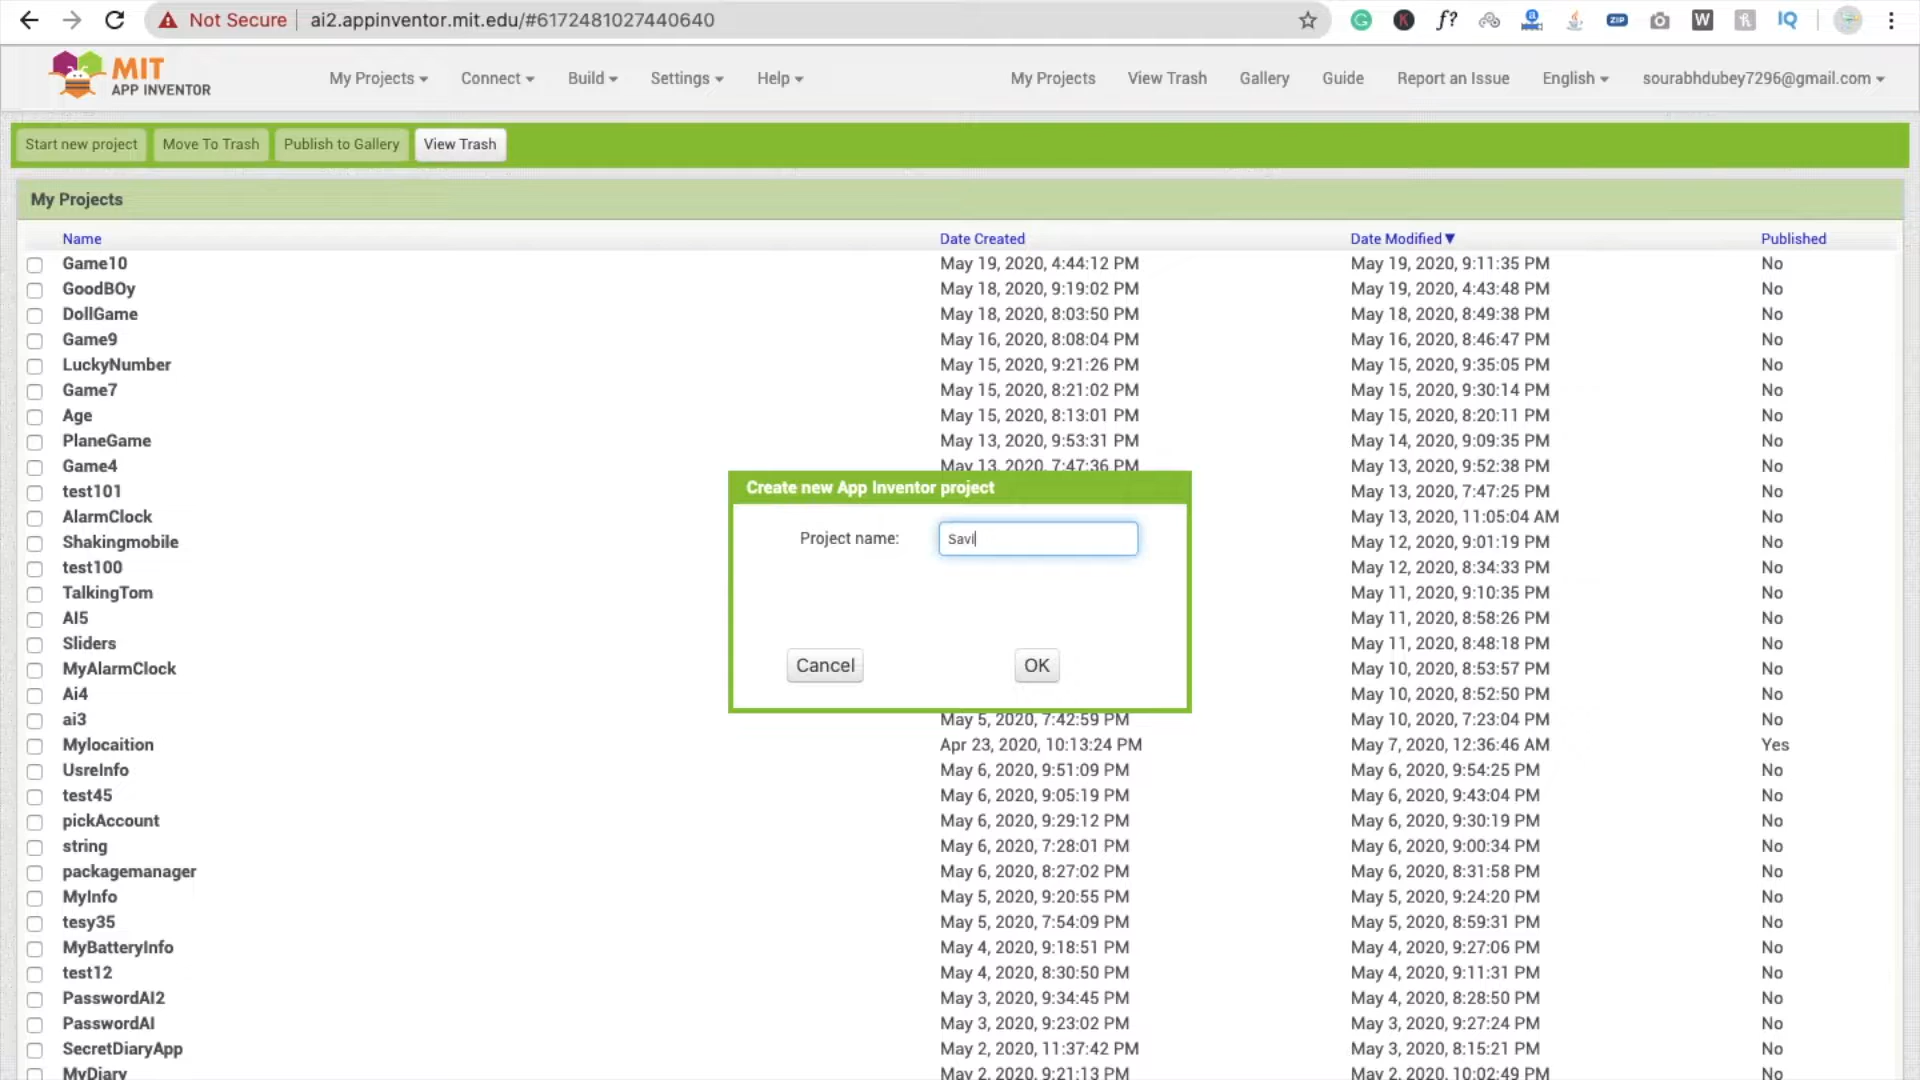 Not Secure ai2.appinventor.mit.edu/#6172481027440640
MIT APP INVENTOR
My Projects Connect Build Settings Help My Projects View Trash Gallery Guide Report an Issue English sourabhdubey7296@gmail.com
Start new project Move To Trash Publish to Gallery View Trash
My Projects
Name Date Created Date Modified Published
Game10 May 19, 2020, 4:44:12 PM May 19, 2020, 9:11:35 PM No
GoodBOy May 18, 2020, 9:19:02 PM May 19, 2020, 4:43:48 PM No
DollGame May 18, 2020, 8:03:50 PM May 18, 2020, 8:49:38 PM No
Game9 May 16, 2020, 8:08:04 PM May 16, 2020, 8:46:47 PM No
LuckyNumber May 15, 2020, 9:21:26 PM May 15, 2020, 9:35:05 PM No
Game7 May 15, 2020, 8:21:02 PM May 15, 2020, 9:30:14 PM No
Age May 15, 2020, 8:13:01 PM May 15, 2020, 8:20:11 PM No
PlaneGame May 13, 2020, 9:53:31 PM May 14, 2020, 9:09:35 PM No
Game4 May 13, 2020, 7:47:36 PM May 13, 2020, 9:52:38 PM No
test101 May 13, 2020, 7:47:25 PM No
AlarmClock May 13, 2020, 11:05:04 AM No
Shakingmobile May 12, 2020, 9:01:19 PM No
test100 May 12, 2020, 8:34:33 PM No
TalkingTom May 11, 2020, 9:10:35 PM No
AI5 May 11, 2020, 8:58:26 PM No
Sliders May 11, 2020, 8:48:18 PM No
MyAlarmClock May 10, 2020, 8:53:57 PM No
Ai4 May 10, 2020, 8:52:50 PM No
ai3 May 5, 2020, 7:42:59 PM May 10, 2020, 7:23:04 PM No
Mylocaition Apr 23, 2020, 10:13:24 PM May 7, 2020, 12:36:46 AM Yes
UsreInfo May 6, 2020, 9:51:09 PM May 6, 2020, 9:54:25 PM No
test45 May 6, 2020, 9:05:19 PM May 6, 2020, 9:43:04 PM No
pickAccount May 6, 2020, 9:29:12 PM May 6, 2020, 9:30:19 PM No
string May 6, 2020, 7:28:01 PM May 6, 2020, 9:00:34 PM No
packagemanager May 6, 2020, 8:27:02 PM May 6, 2020, 8:31:58 PM No
MyInfo May 5, 2020, 9:20:55 PM May 5, 2020, 9:24:20 PM No
tesy35 May 5, 2020, 7:54:09 PM May 5, 2020, 8:59:31 PM No
MyBatteryInfo May 4, 2020, 9:18:51 PM May 4, 2020, 9:27:06 PM No
test12 May 4, 2020, 8:30:50 PM May 4, 2020, 9:11:31 PM No
PasswordAI2 May 3, 2020, 9:34:45 PM May 4, 2020, 8:28:50 PM No
PasswordAI May 3, 2020, 9:23:02 PM May 3, 2020, 9:27:24 PM No
SecretDiaryApp May 2, 2020, 11:37:42 PM May 3, 2020, 8:15:21 PM No
MyDiary May 2, 2020, 9:21:13 PM May 2, 2020, 10:02:49 PM No
Create new App Inventor project
Project name: Savi
Cancel OK